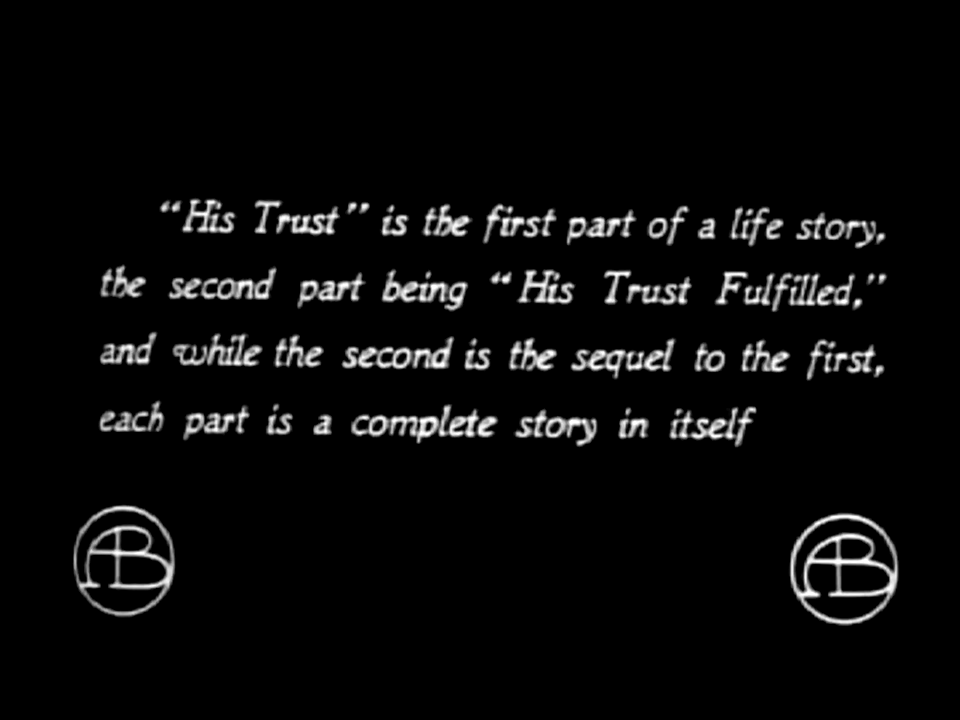 “His Trust” is the first part of a life story,
the second part being “His Trust Fulfilled,”
and while the second is the sequel to the first,
each part is a complete story in itself
AB
AB